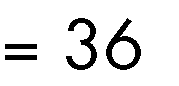 = 36